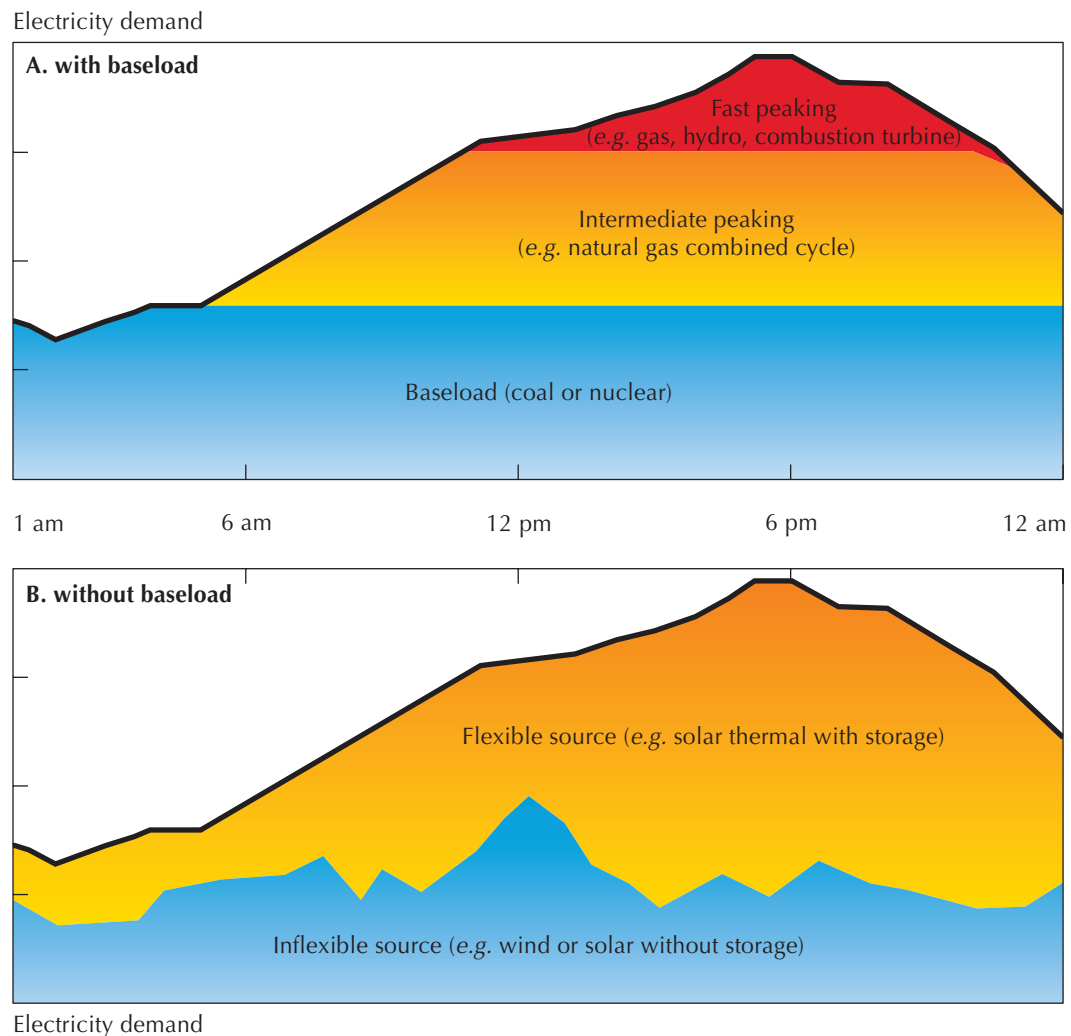 Electricity demand
A. with baseload
Fast peaking
(e.g. gas, hydro, combustion turbine)
Intermediate peaking
(e.g. natural gas combined cycle)
Baseload (coal or nuclear)
1 am 6 am 12 pm 6 pm 12 am
B. without baseload
Flexible source (e.g. solar thermal with storage)
Inflexible source (e.g. wind or solar without storage)
Electricity demand